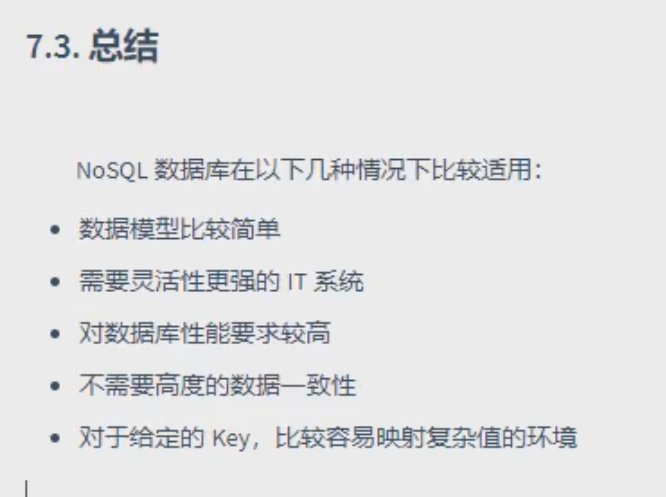 7.3. 总结
NoSQL 数据库在以下几种情况下比较适用：
• 数据模型比较简单
• 需要灵活性更强的 IT 系统
• 对数据库性能要求较高
• 不需要高度的数据一致性
• 对于给定的 Key，比较容易映射复杂值的环境